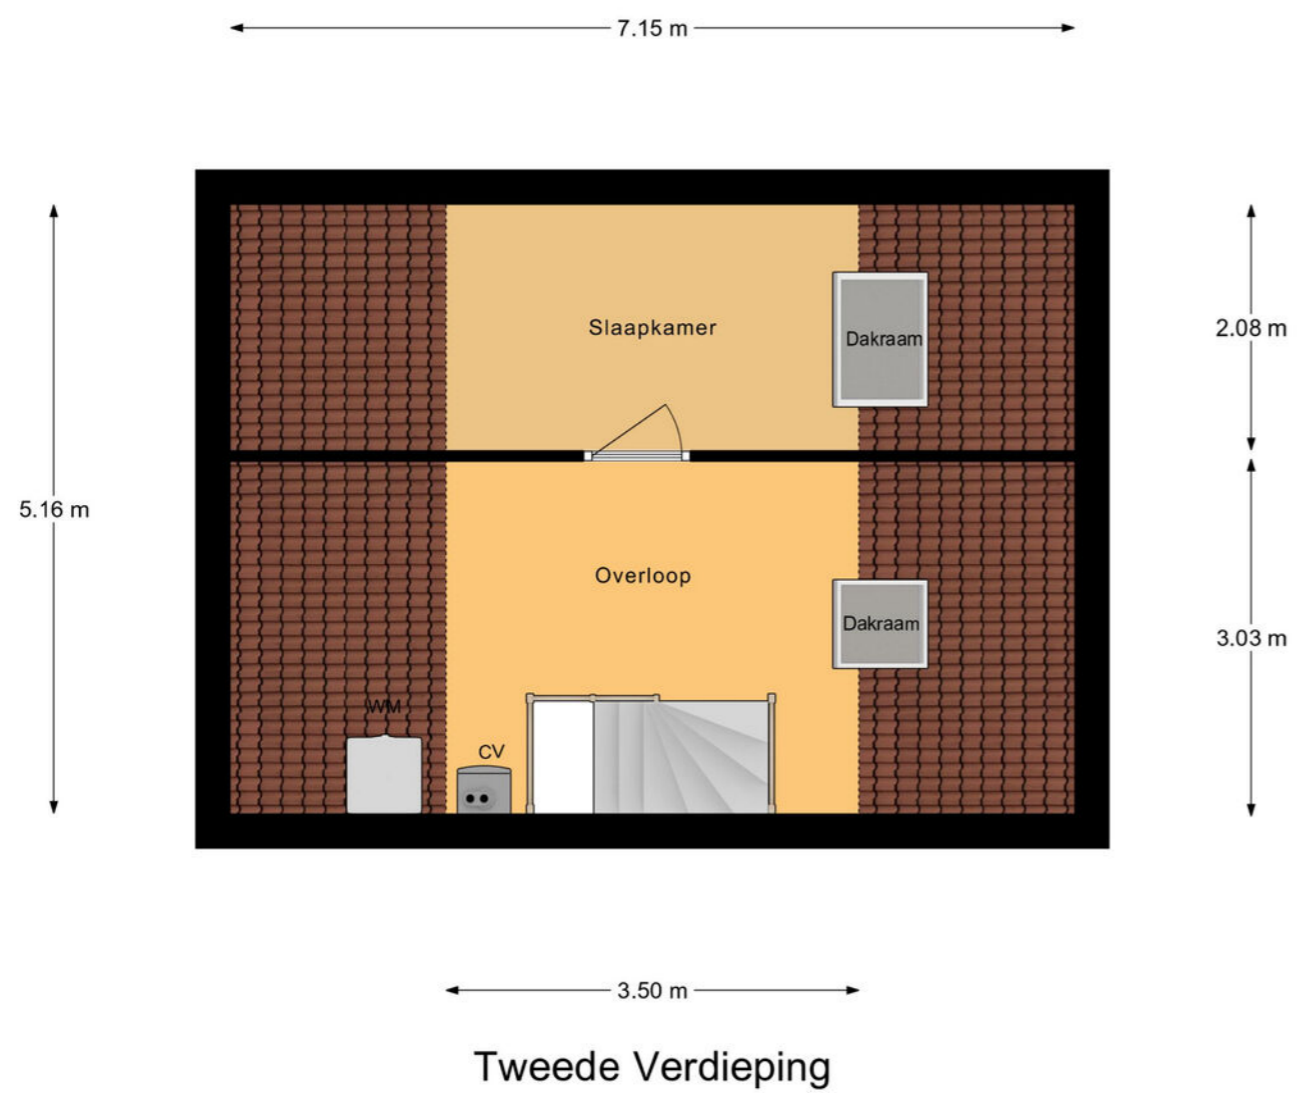 7.15 m
Slaapkamer
2.08 m
Dakraam
5.16 m
Overloop
Dakraam
3.03 m
WM
CV
3.50 m
Tweede Verdieping